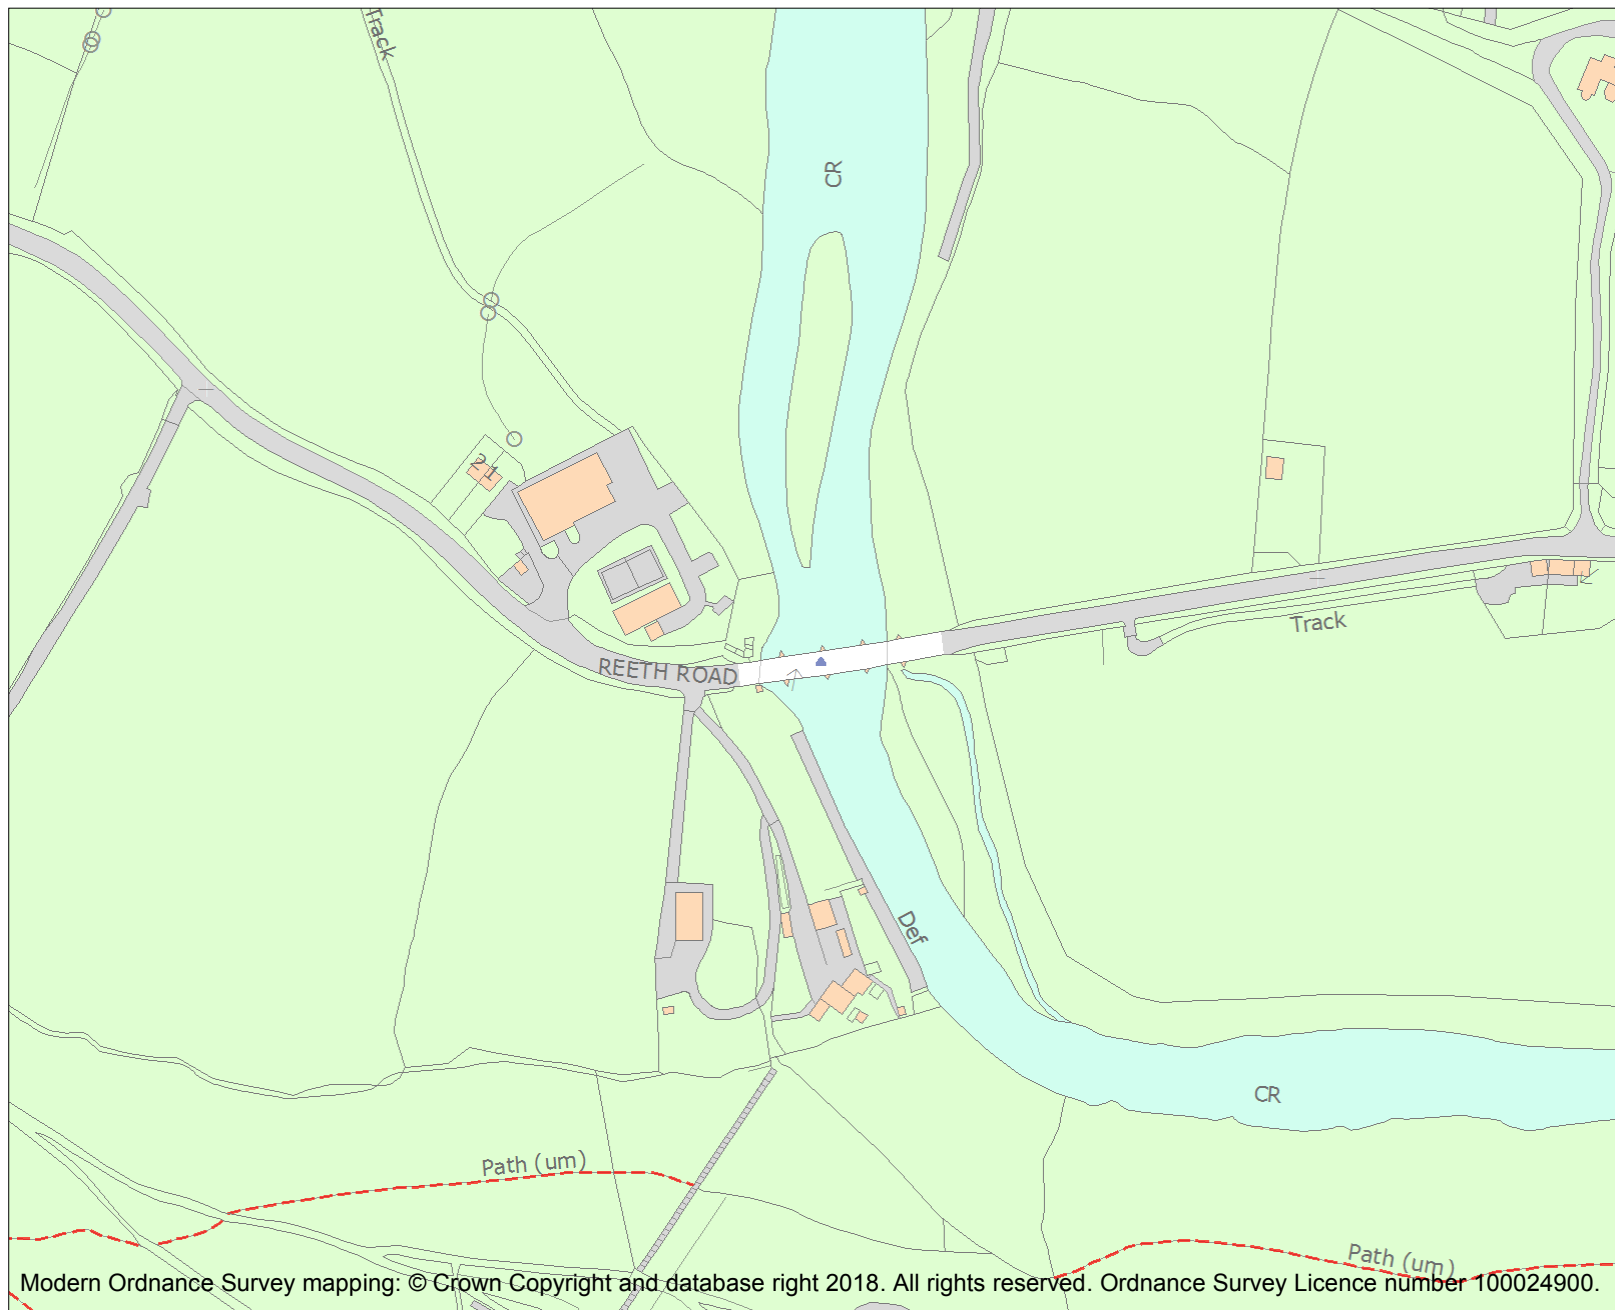 Track
CR
21
REETH ROAD
Track
Def
CR
Path (um)
Path (um)
Modern Ordnance Survey mapping: © Crown Copyright and database right 2018. All rights reserved. Ordnance Survey Licence number 100024900.